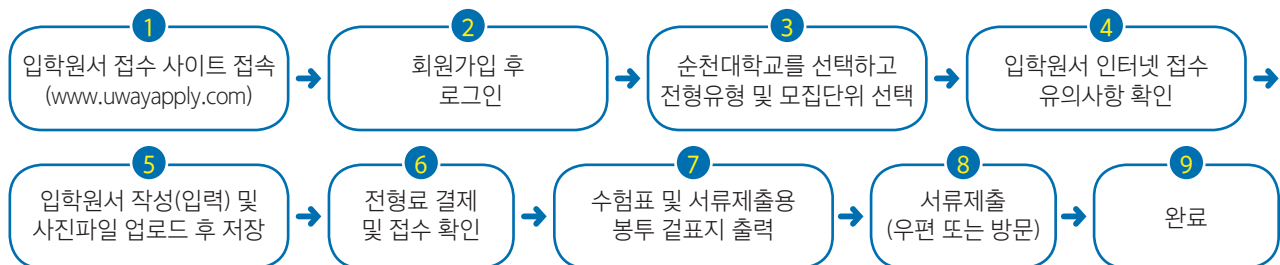 1
입학원서 접수 사이트 접속
(www.uwayapply.com)
2
회원가입 후
로그인
3
순천대학교를 선택하고
전형유형 및 모집단위 선택
4
입학원서 인터넷 접수
유의사항 확인
5
입학원서 작성(입력) 및
사진파일 업로드 후 저장
6
전형료 결제
및 접수 확인
7
수험표 및 서류제출용
봉투 겉표지 출력
8
서류제출
(우편 또는 방문)
9
완료